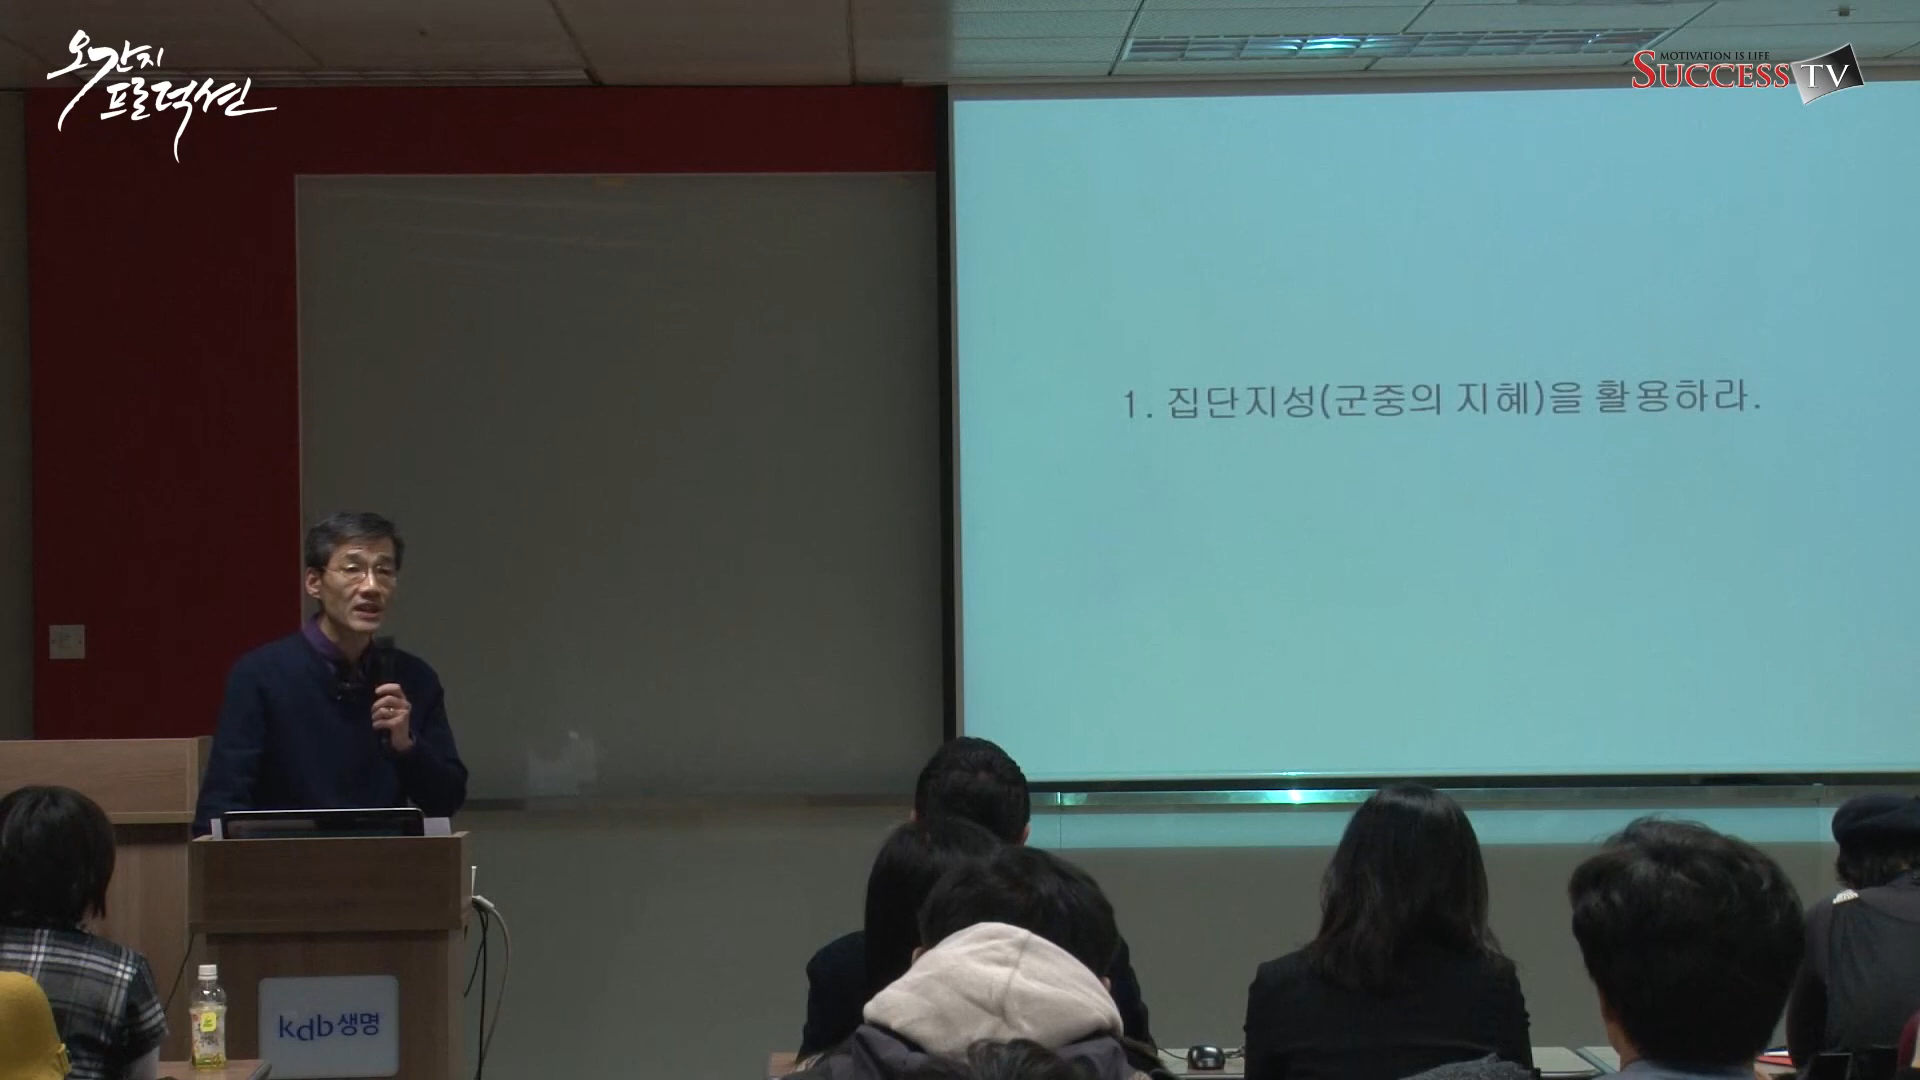 오간지
프로덕션
MOTIVATION IS LIFE
SUCCESS TV
1. 집단지성(군중의 지혜)을 활용하라.
kdb생명